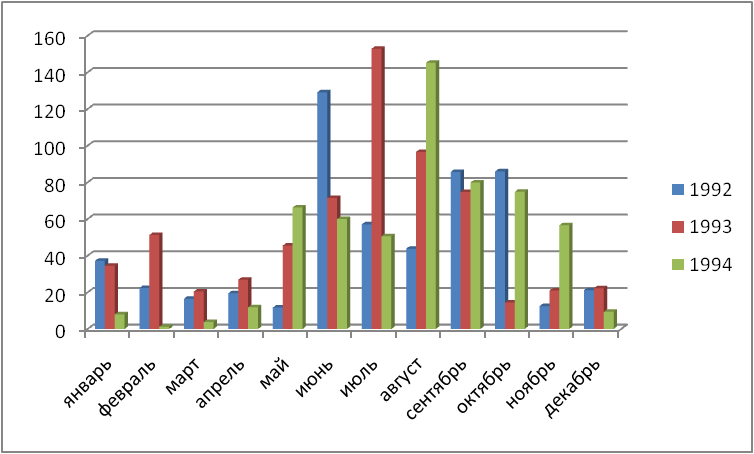 160
140
120
100
80
60
40
20
0
январь
февраль
март
апрель
май
июнь
июль
август
сентябрь
октябрь
ноябрь
декабрь
1992
1993
1994